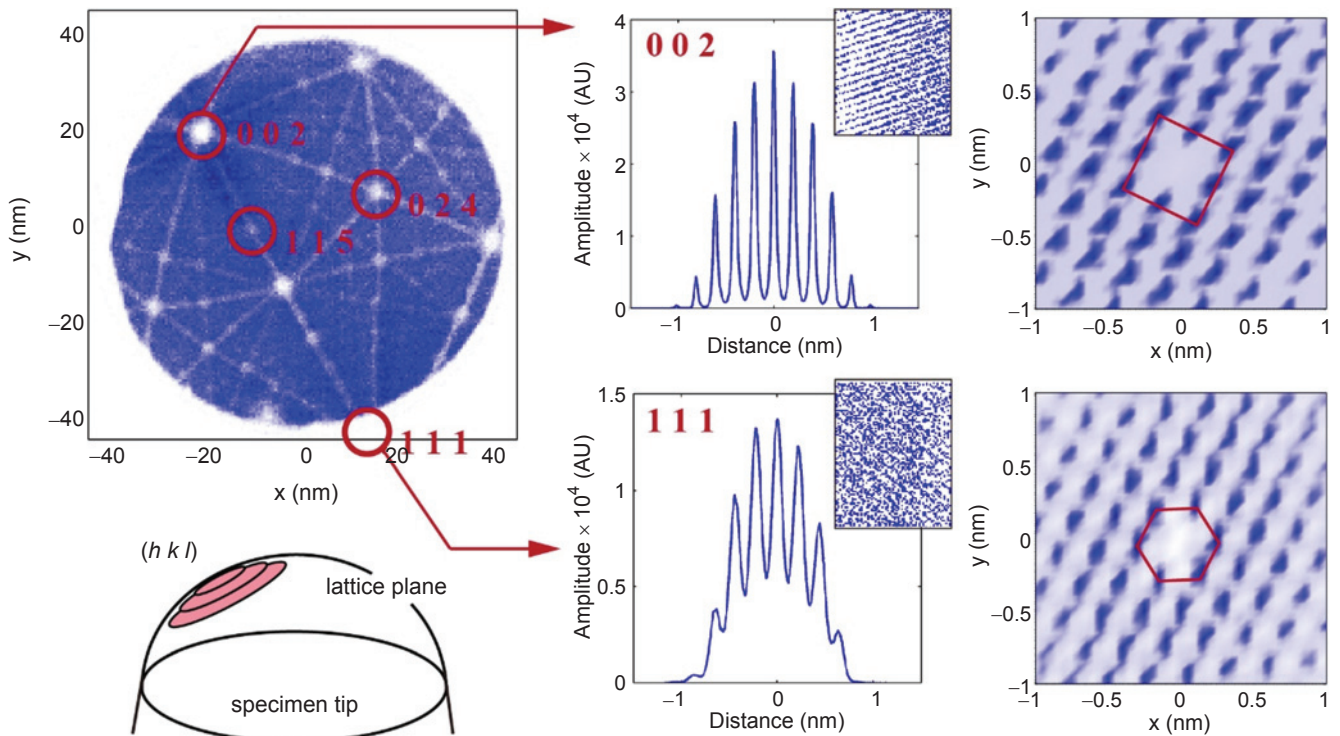 40
20
0
−20
−40
y (nm)
−40
−20
0
20
40
x (nm)
0 0 2
0 2 4
1 1 5
1 1 1
(h k l)
lattice plane
specimen tip
0 0 2
4
3
2
1
0
Amplitude × 10⁴ (AU)
−1
0
1
Distance (nm)
1
0.5
0
−0.5
−1
y (nm)
−1
−0.5
0
0.5
1
x (nm)
1 1 1
1.5
1
0.5
0
Amplitude × 10⁴ (AU)
−1
0
1
Distance (nm)
1
0.5
0
−0.5
−1
y (nm)
−1
−0.5
0
0.5
1
x (nm)